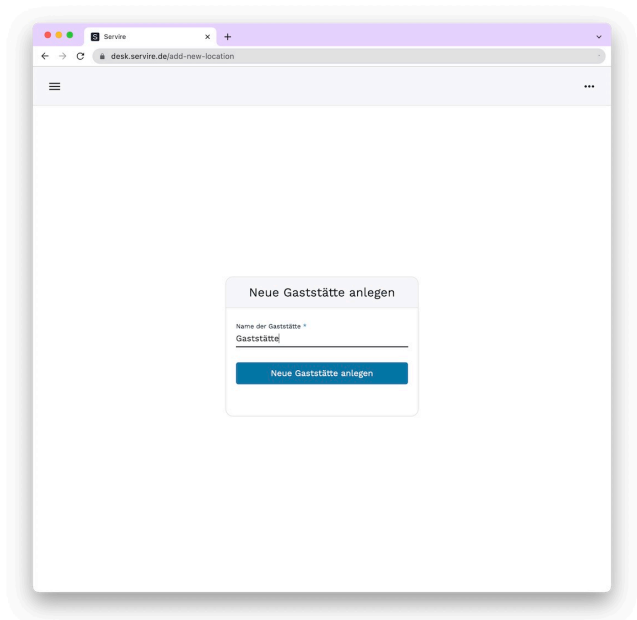 S Servire
desk.servire.de/add-new-location
Neue Gaststätte anlegen
Name der Gaststätte *
Gaststätte
Neue Gaststätte anlegen